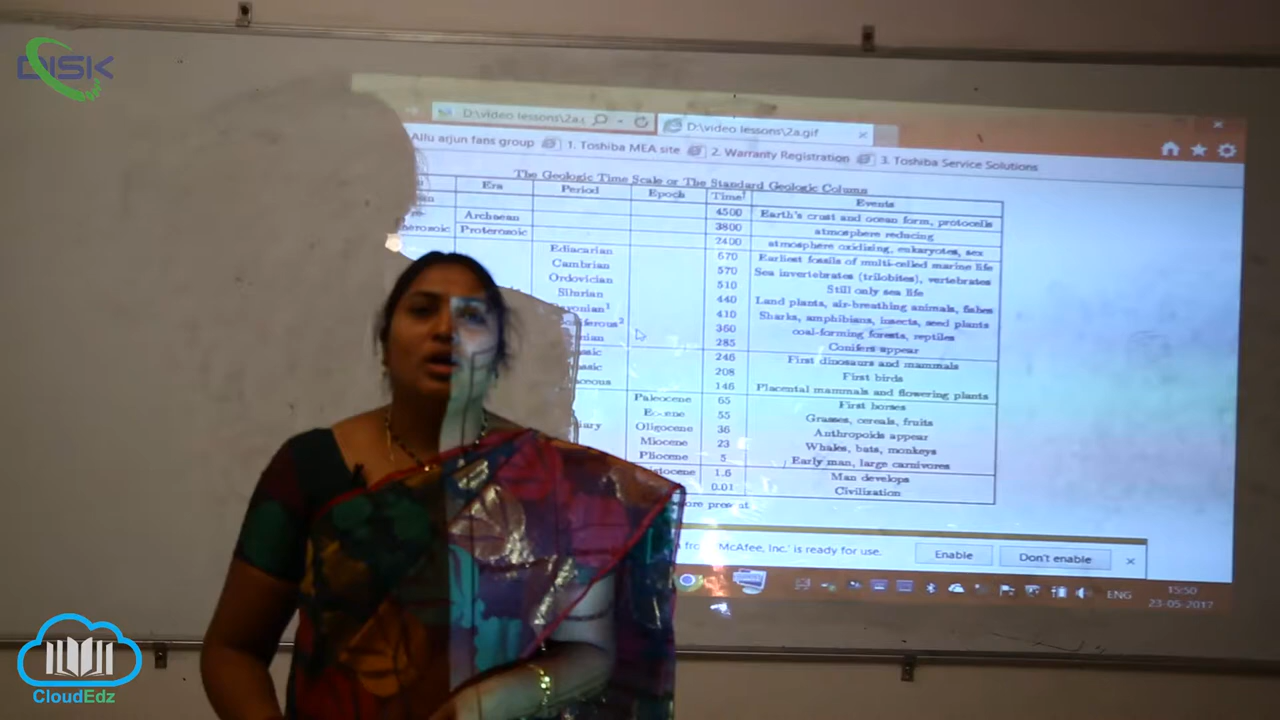 DISK
D:\video lessons\2a.
D:\video lessons\2a.gif
Allu arjun fans group 1. Toshiba MEA site 2. Warranty Registration 3. Toshiba Service Solutions
The Geologic Time Scale or The Standard Geologic Column
Era Period Epoch Time† Events
4500 Earth's crust and ocean form, protocells
Archaean 3800 atmosphere reducing
Proterosoic 2400 atmosphere oxidizing, eukaryotes, sex
Ediacarian 670 Earliest fossils of multi-celled marine life
Cambrian 570 Sea invertebrates (trilobites), vertebrates
Ordovician 510 Still only sea life
Silurian 440 Land plants, air-breathing animals, fishes
410 Sharks, amphibians, insects, seed plants
360 coal-forming forests, reptiles
285 Conifers appear
246 First dinosaurs and mammals
208 First birds
146 Placental mammals and flowering plants
Paleocene 65 First horses
Eocene 55 Grasses, cereals, fruits
Oligocene 36 Anthropoids appear
Miocene 23 Whales, bats, monkeys
Pliocene 5 Early man, large carnivores
1.6 Man develops
0.01 Civilization
McAfee, Inc.' is ready for use. Enable Don't enable
ENG
15:50
23-05-2017
CloudEdz